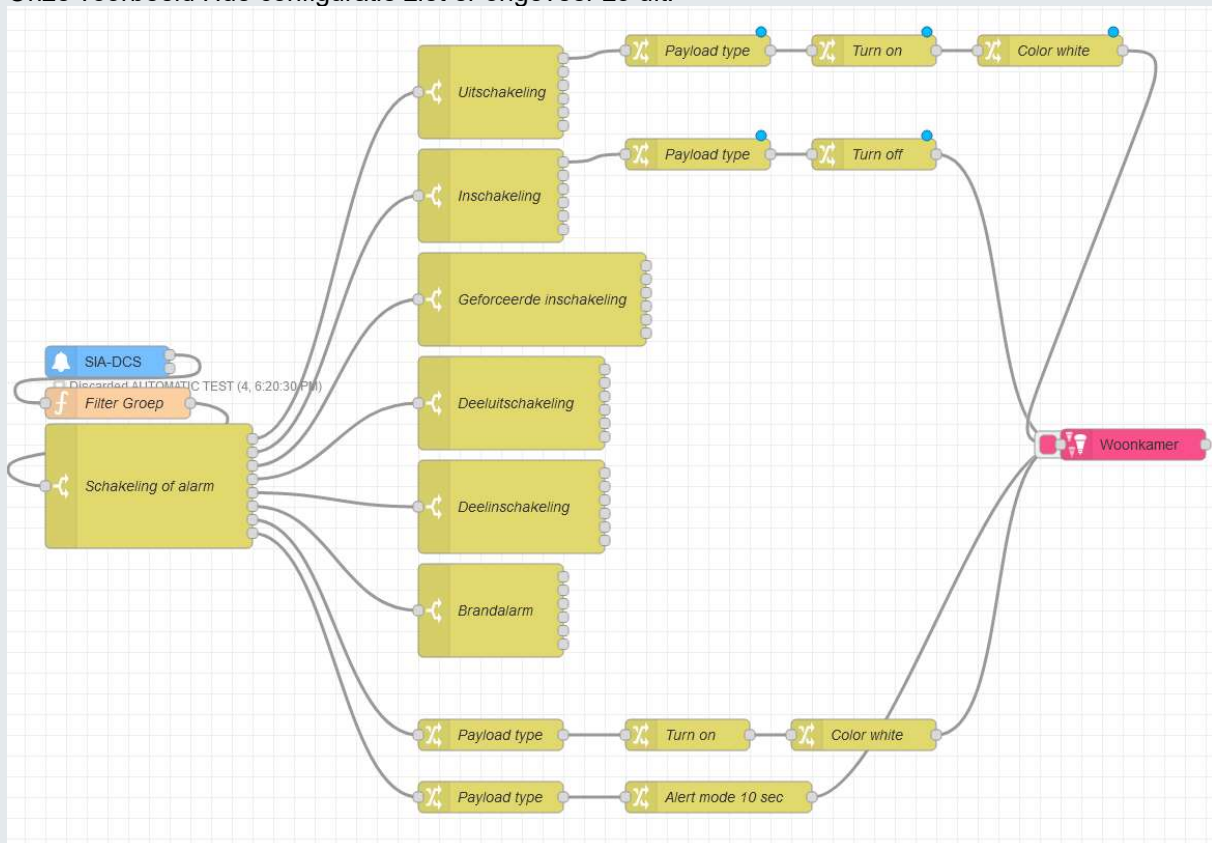 Payload type
Turn on
Color white
Uitschakeling
Payload type
Turn off
Inschakeling
Geforceerde inschakeling
SIA-DCS
Discarded AUTOMATIC TEST (4, 6:20:30 PM)
Filter Groep
Deeluitschakeling
Schakeling of alarm
Woonkamer
Deelinschakeling
Brandalarm
Payload type
Turn on
Color white
Payload type
Alert mode 10 sec